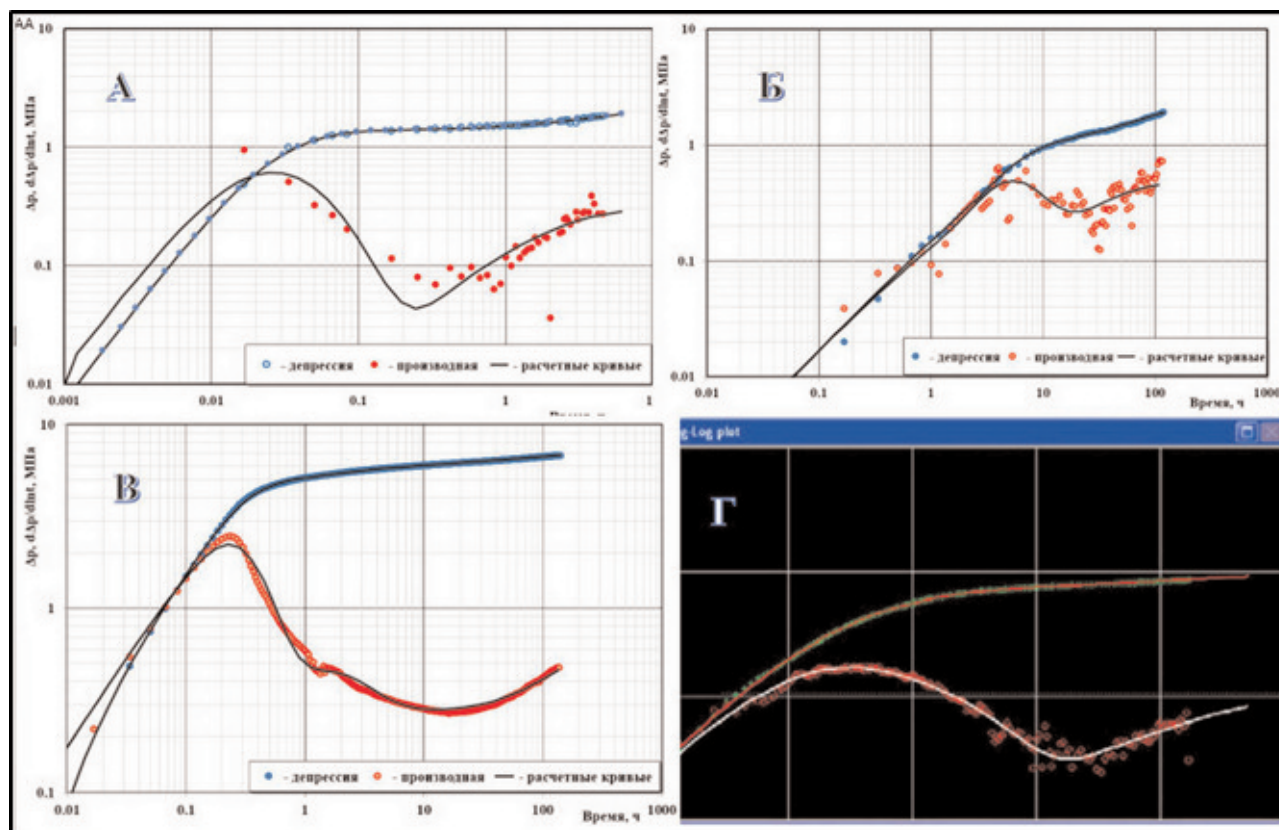 AA
А
Δp, dΔp/dlnt, МПа
10
1
0.1
0.01
0.001 0.01 0.1 1 1
- депрессия - производная - расчетные кривые
Б
Δp, dΔp/dlnt, МПа
10
1
0.1
0.01
0.01 0.1 1 10 100 1000
Время, ч
- депрессия - производная - расчетные кривые
В
Δp, dΔp/dlnt, МПа
10
1
0.1
0.01 0.1 1 10 100 1000
Время, ч
- депрессия - производная - расчетные кривые
g-Log plot
Г